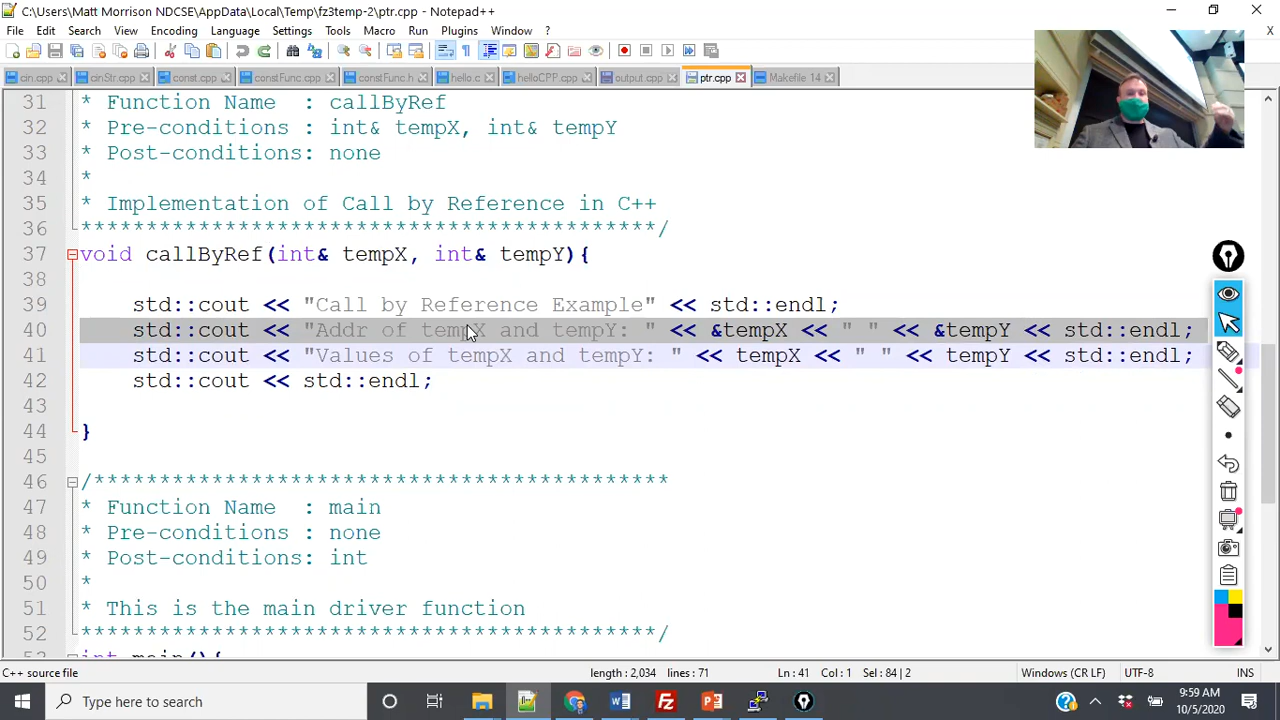 C:\Users\Matt Morrison NDCSE\AppData\Local\Temp\fz3temp-2\ptr.cpp - Notepad++
File Edit Search View Encoding Language Settings Tools Macro Run Plugins Window ? X
cin.cpp cinStr.cpp const.cpp constFunc.cpp constFunc.h hello.c helloCPP.cpp output.cpp ptr.cpp Makefile 14
31 * Function Name : callByRef
32 * Pre-conditions : int& tempX, int& tempY
33 * Post-conditions: none
34 *
35 * Implementation of Call by Reference in C++
36 ********************************************/
37 void callByRef(int& tempX, int& tempY){
38
39 std::cout << "Call by Reference Example" << std::endl;
40 std::cout << "Addr of tempX and tempY: " << &tempX << " " << &tempY << std::endl;
41 std::cout << "Values of tempX and tempY: " << tempX << " " << tempY << std::endl;
42 std::cout << std::endl;
43
44 }
45
46 /********************************************
47 * Function Name : main
48 * Pre-conditions : none
49 * Post-conditions: int
50 *
51 * This is the main driver function
52 ********************************************/
53 int main(){
C++ source file length : 2,034 lines : 71 Ln : 41 Col : 1 Sel : 84 | 2 Windows (CR LF) UTF-8 INS
Type here to search
9:59 AM
10/5/2020